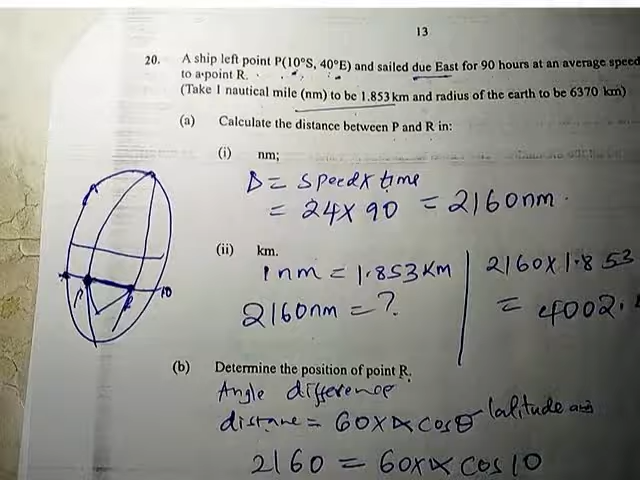 13
20. A ship left point P(10°S, 40°E) and sailed due East for 90 hours at an average speed
to a point R.
(Take 1 nautical mile (nm) to be 1.853 km and radius of the earth to be 6370 km)
(a) Calculate the distance between P and R in:
(i) nm;
D = speed x time
= 24 x 90 = 2160nm.
(ii) km.
1nm = 1.853 Km
2160nm = ?
2160 x 1.853
= 4002.
P R 10
(b) Determine the position of point R.
Angle difference
distane = 60 x α cos θ latitude
2160 = 60 x α cos 10